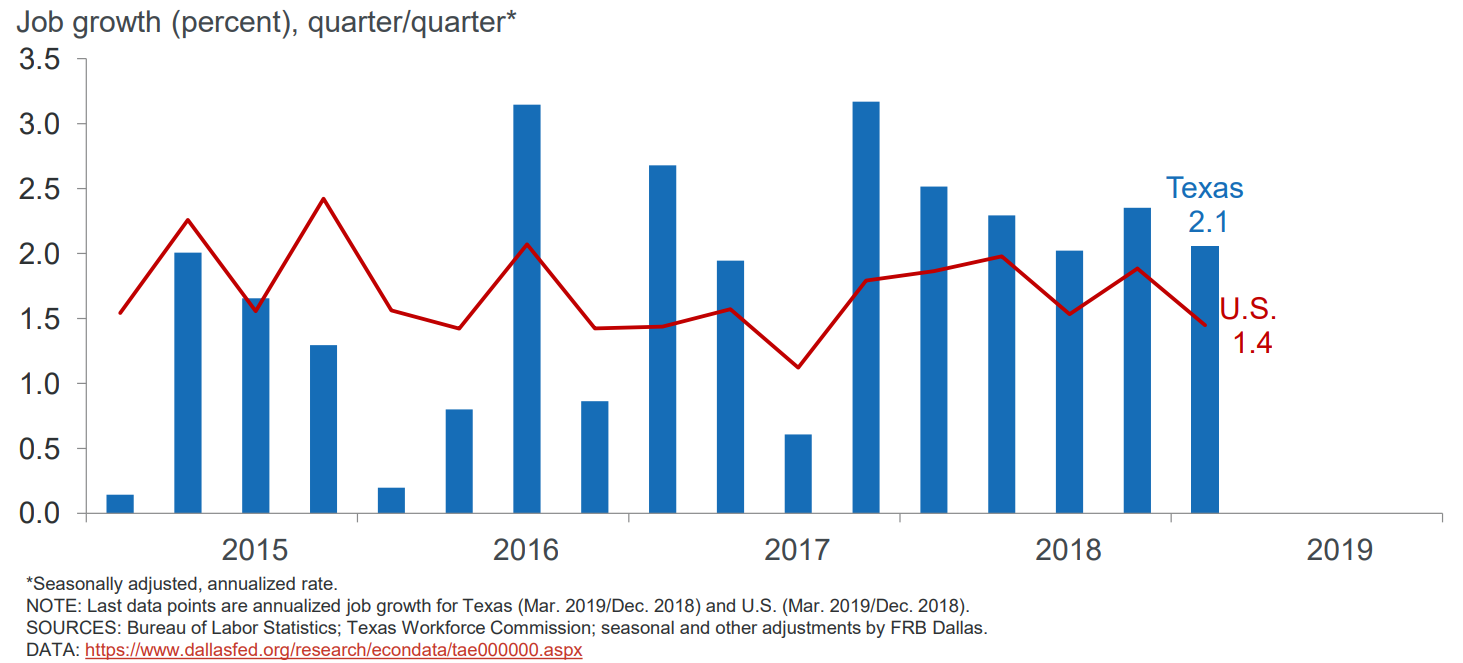 Job growth (percent), quarter/quarter*
3.5
3.0
2.5
2.0
1.5
1.0
0.5
0.0
Texas
2.1
U.S.
1.4
2015 2016 2017 2018 2019
*Seasonally adjusted, annualized rate.
NOTE: Last data points are annualized job growth for Texas (Mar. 2019/Dec. 2018) and U.S. (Mar. 2019/Dec. 2018).
SOURCES: Bureau of Labor Statistics; Texas Workforce Commission; seasonal and other adjustments by FRB Dallas.
DATA: https://www.dallasfed.org/research/econdata/tae000000.aspx